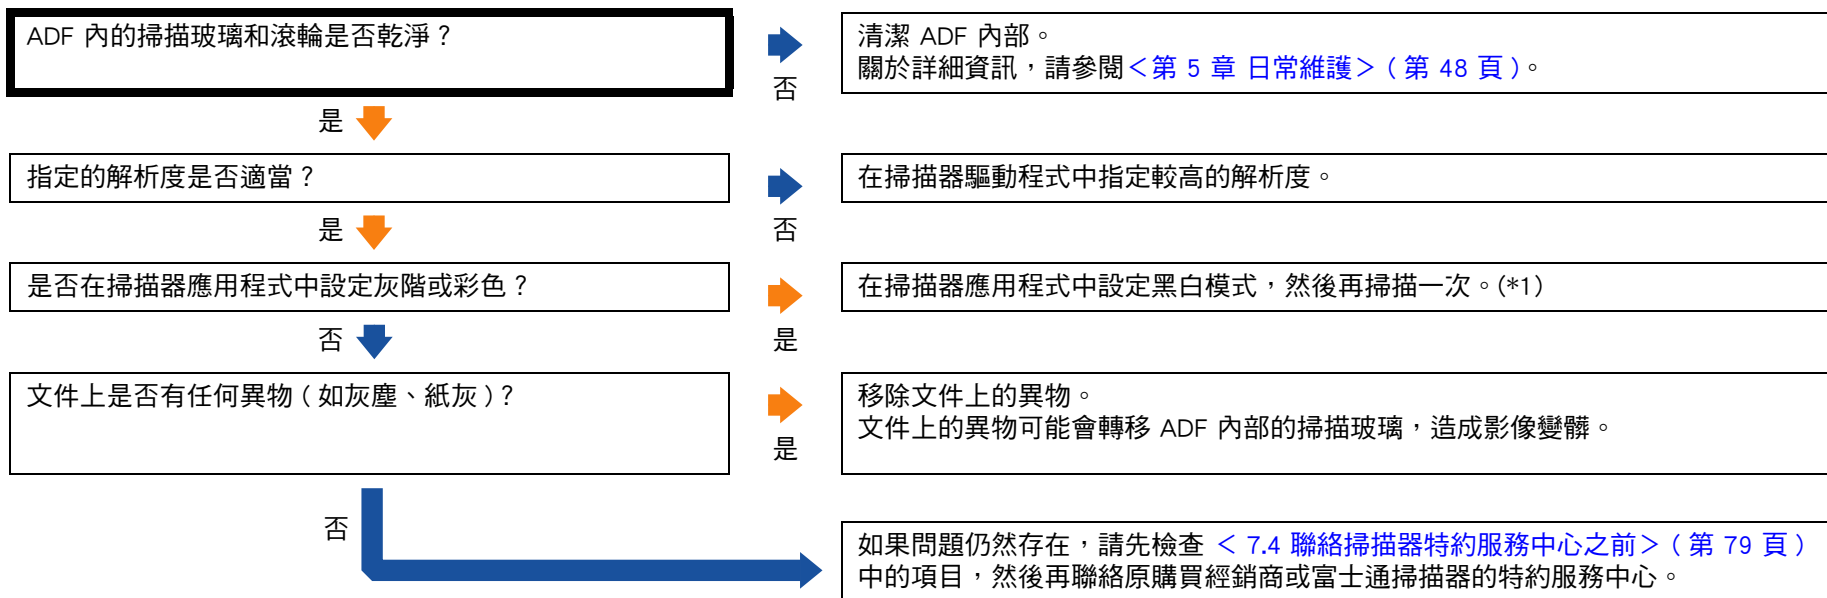 ADF 內的掃描玻璃和滾輪是否乾淨？
否
清潔 ADF 內部。
關於詳細資訊，請參閱＜第 5 章 日常維護＞ ( 第 48 頁 )。
是
指定的解析度是否適當？
否
在掃描器驅動程式中指定較高的解析度。
是
是否在掃描器應用程式中設定灰階或彩色？
是
在掃描器應用程式中設定黑白模式，然後再掃描一次。(*1)
否
文件上是否有任何異物 ( 如灰塵、紙灰 )？
是
移除文件上的異物。
文件上的異物可能會轉移 ADF 內部的掃描玻璃，造成影像變髒。
否
如果問題仍然存在，請先檢查 ＜ 7.4 聯絡掃描器特約服務中心之前＞ ( 第 79 頁 )
中的項目，然後再聯絡原購買經銷商或富士通掃描器的特約服務中心。